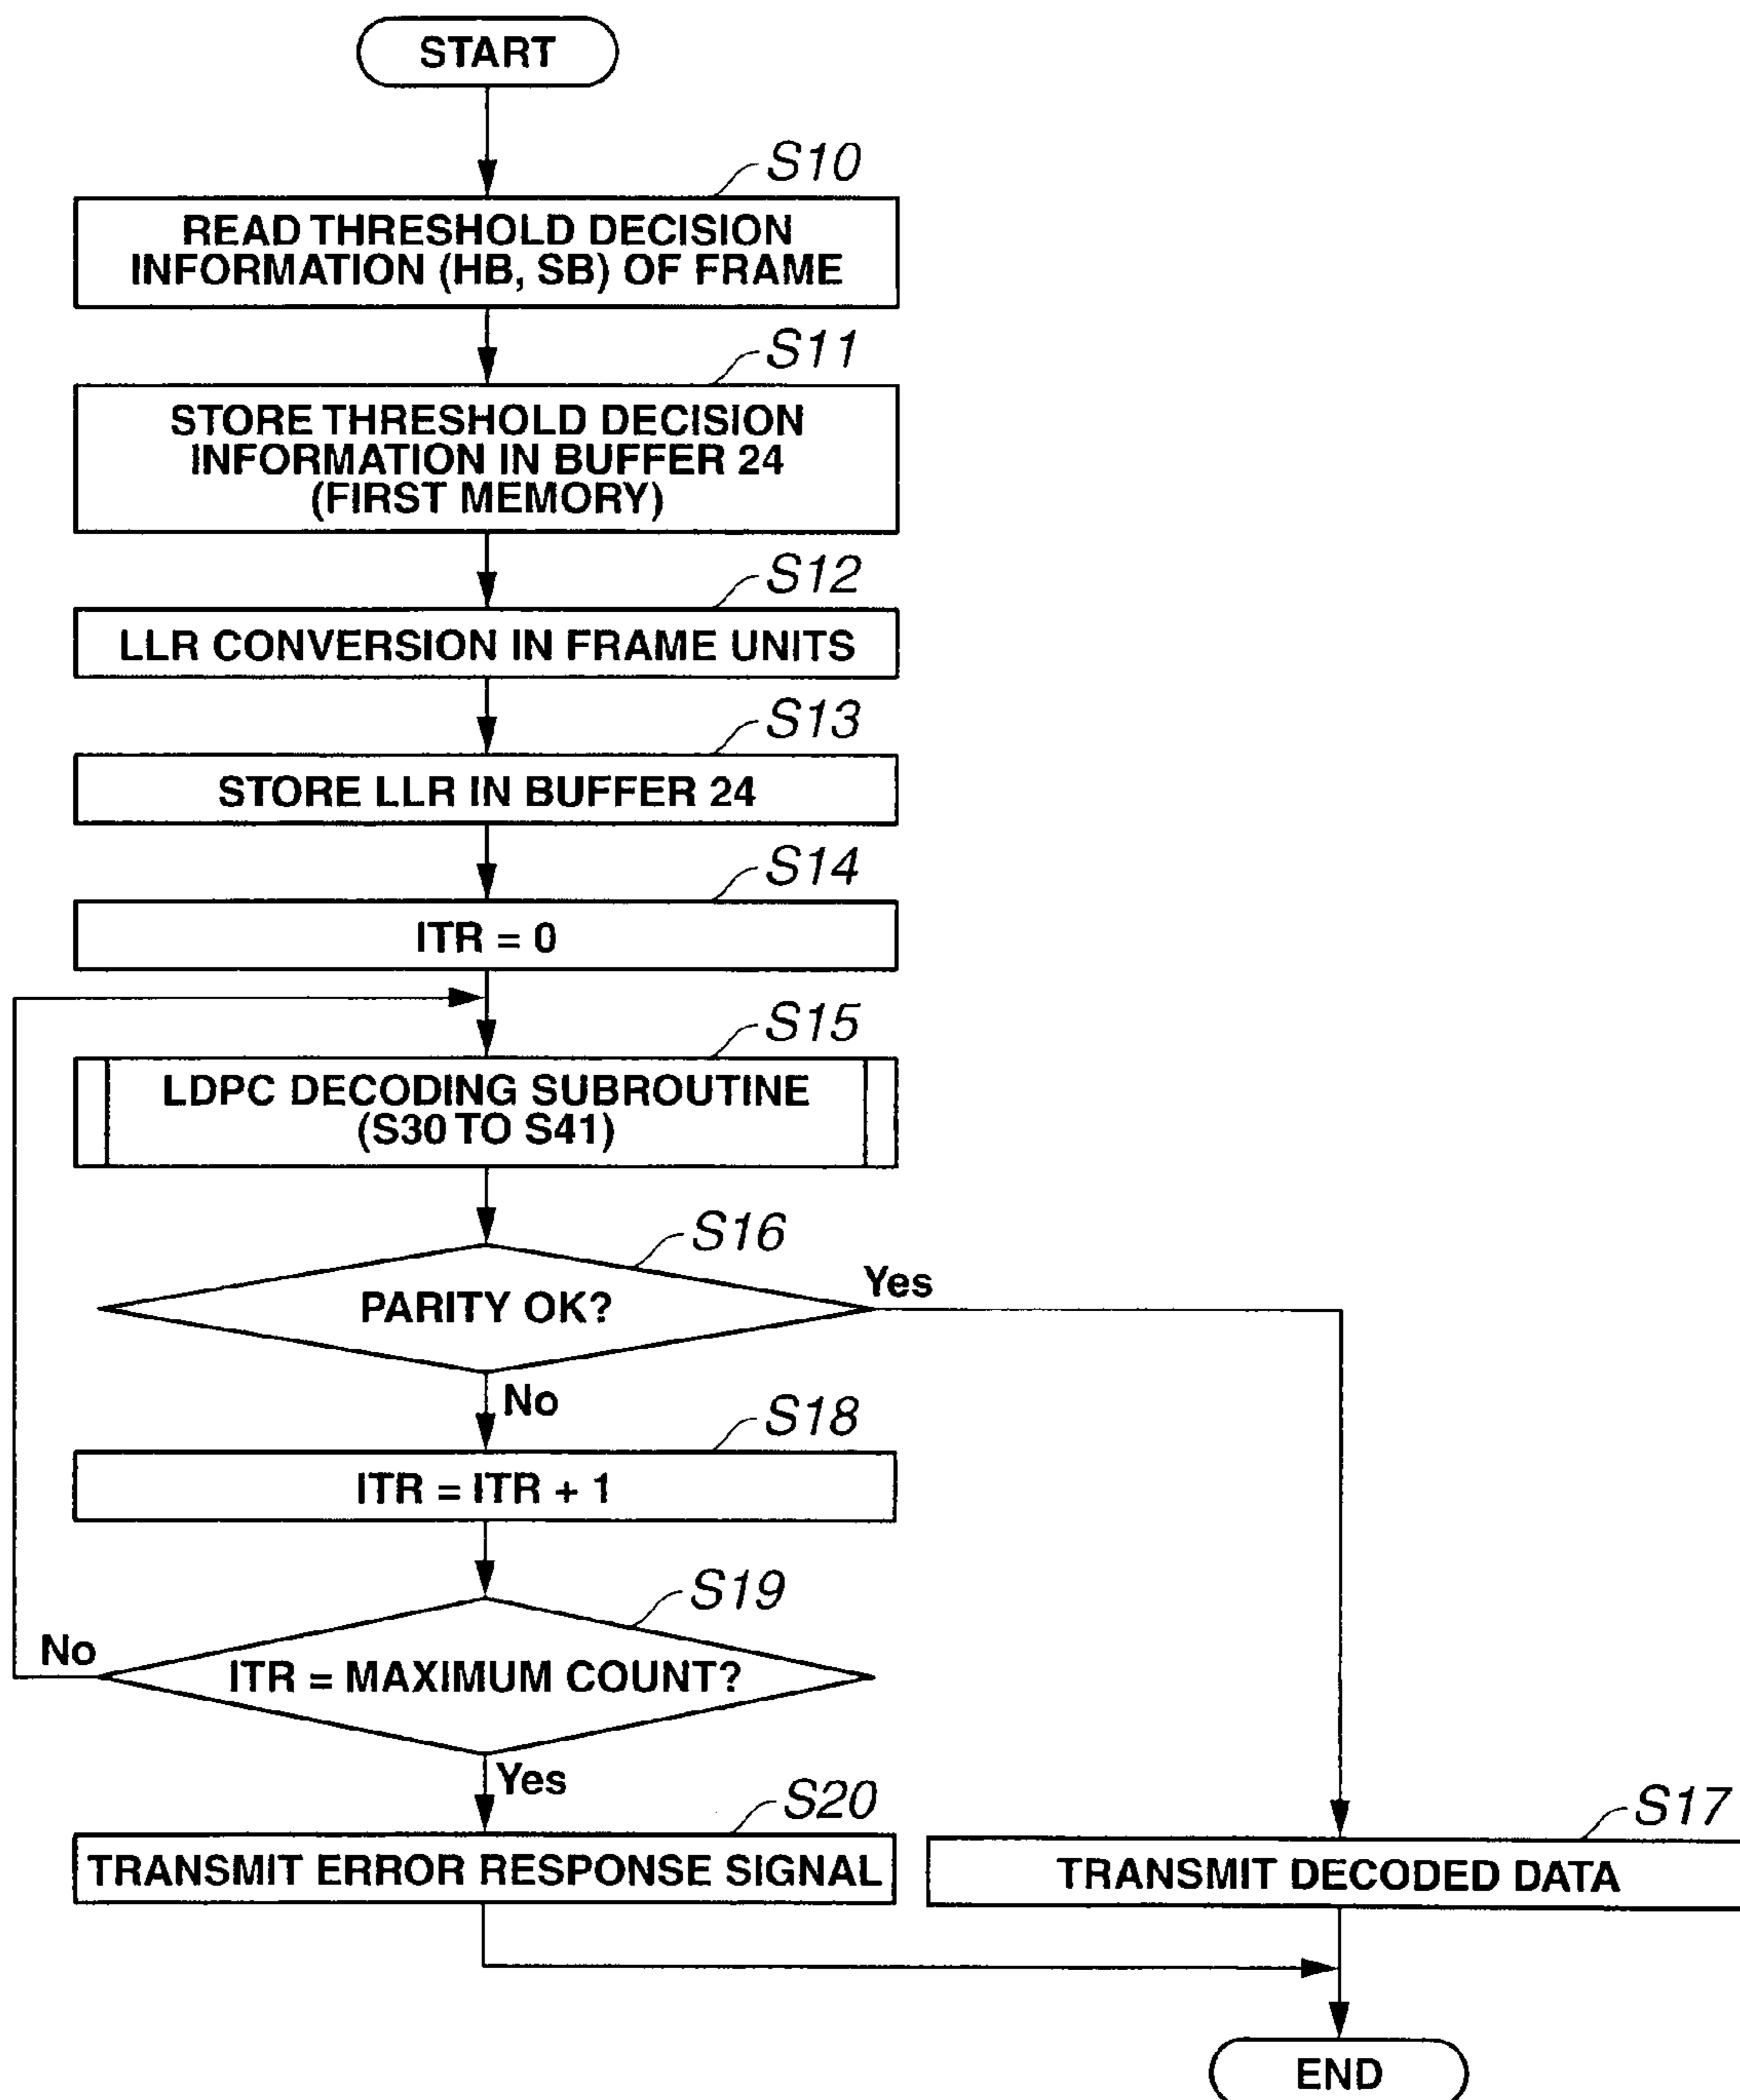 START
S10
READ THRESHOLD DECISION
INFORMATION (HB, SB) OF FRAME
S11
STORE THRESHOLD DECISION
INFORMATION IN BUFFER 24
(FIRST MEMORY)
S12
LLR CONVERSION IN FRAME UNITS
S13
STORE LLR IN BUFFER 24
S14
ITR = 0
S15
LDPC DECODING SUBROUTINE
(S30 TO S41)
S16
PARITY OK?
Yes
No
S18
ITR = ITR + 1
S19
No
ITR = MAXIMUM COUNT?
Yes
S20
TRANSMIT ERROR RESPONSE SIGNAL
S17
TRANSMIT DECODED DATA
END